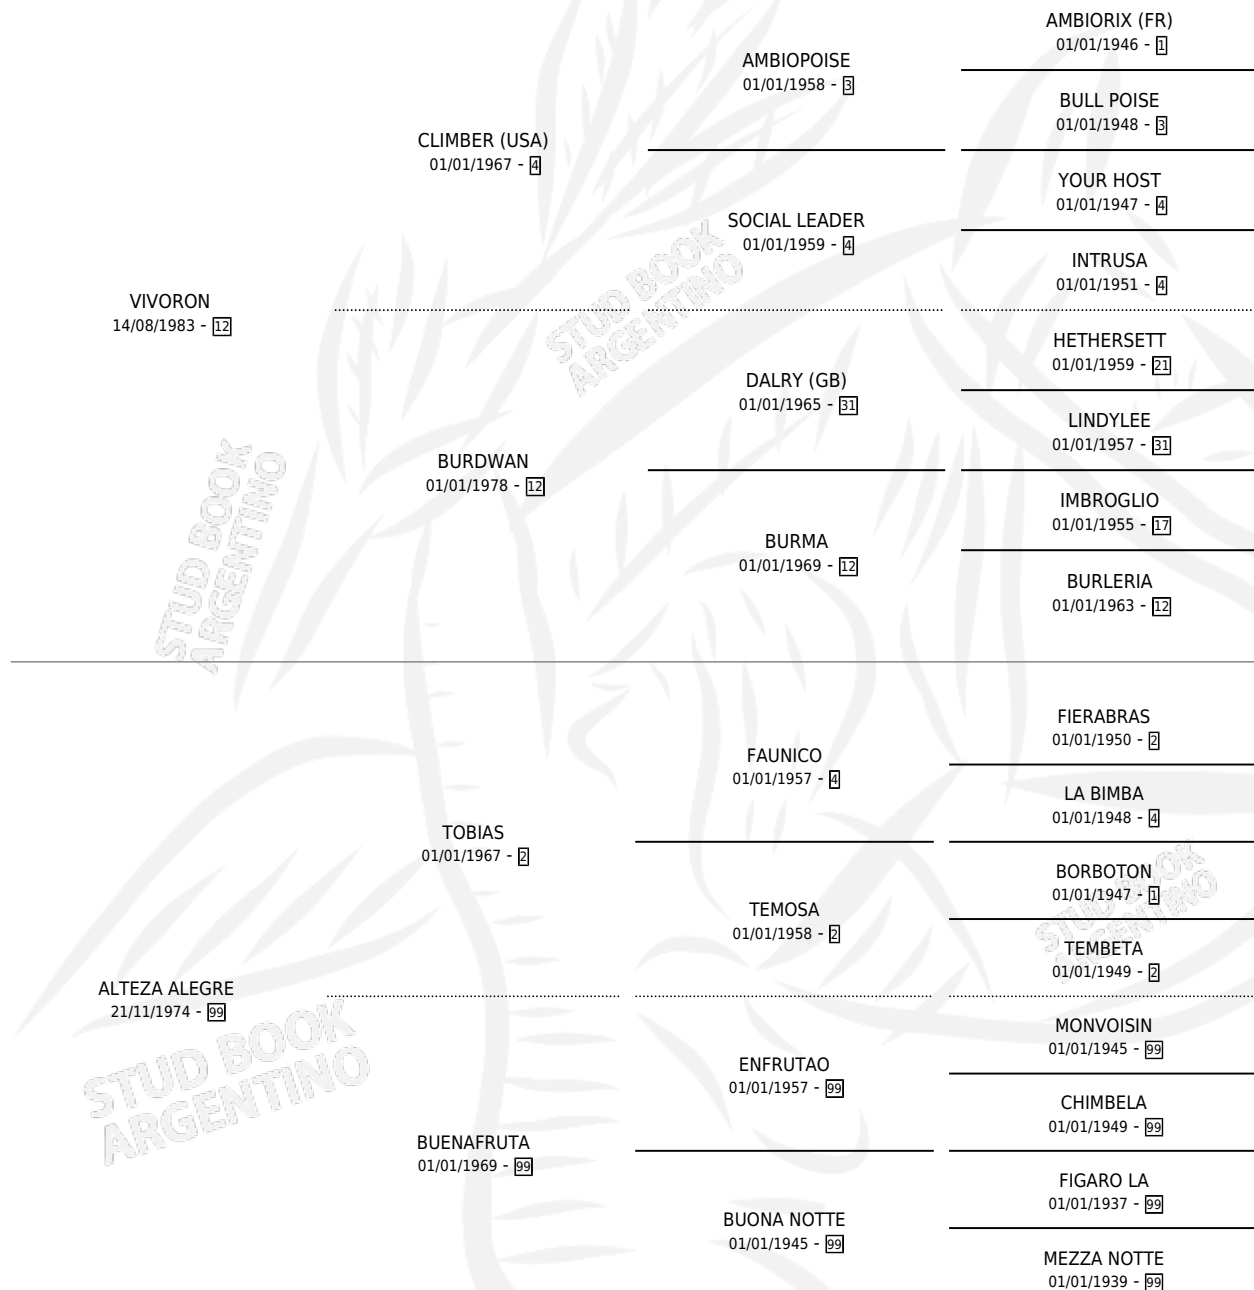 AMBIORIX (FR)
01/01/1946 - 1
AMBIOPOISE
01/01/1958 - 3
BULL POISE
01/01/1948 - 3
CLIMBER (USA)
01/01/1967 - 4
YOUR HOST
01/01/1947 - 4
SOCIAL LEADER
01/01/1959 - 4
INTRUSA
01/01/1951 - 4
VIVORON
14/08/1983 - 12
HETHERSETT
01/01/1959 - 21
DALRY (GB)
01/01/1965 - 31
LINDYLEE
01/01/1957 - 31
BURDWAN
01/01/1978 - 12
IMBROGLIO
01/01/1955 - 17
BURMA
01/01/1969 - 12
BURLERIA
01/01/1963 - 12
FIERABRAS
01/01/1950 - 2
FAUNICO
01/01/1957 - 4
LA BIMBA
01/01/1948 - 4
TOBIAS
01/01/1967 - 2
BORBOTON
01/01/1947 - 1
TEMOSA
01/01/1958 - 2
TEMBETA
01/01/1949 - 2
ALTEZA ALEGRE
21/11/1974 - 99
MONVOISIN
01/01/1945 - 99
ENFRUTAO
01/01/1957 - 99
CHIMBELA
01/01/1949 - 99
BUENAFRUTA
01/01/1969 - 99
FIGARO LA
01/01/1937 - 99
BUONA NOTTE
01/01/1945 - 99
MEZZA NOTTE
01/01/1939 - 99
STUD BOOK
ARGENTINO
STUD BOOK
ARGENTINO
STUD BOOK
ARGENTINO
STUD BOOK
ARGENTINO